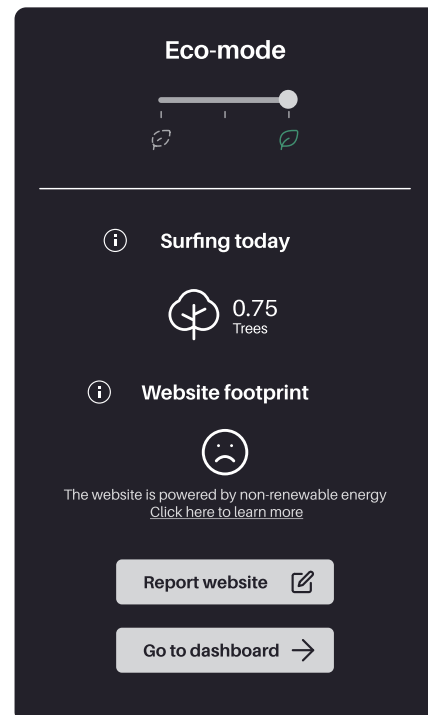 Eco-mode
Surfing today
0.75
Trees
Website footprint
The website is powered by non-renewable energy
Click here to learn more
Report website
Go to dashboard